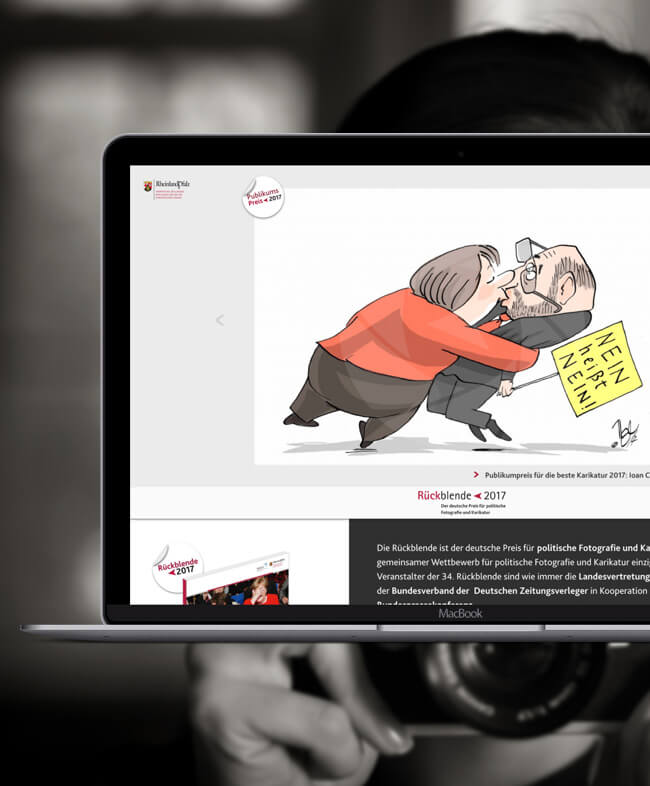 RheinlandPfalz
Publikums
Preis 2017
NEIN
heißt
NEIN!
Publikumpreis für die beste Karikatur 2017: Ioan C
Rückblende 2017
Der deutsche Preis für politische
Fotografie und Karikatur
Rückblende
2017
Die Rückblende ist der deutsche Preis für politische Fotografie und Ka
gemeinsamer Wettbewerb für politische Fotografie und Karikatur einzig
Veranstalter der 34. Rückblende sind wie immer die Landesvertretung
der Bundesverband der Deutschen Zeitungsverleger in Kooperation
Bundespressekonferenz
MacBook